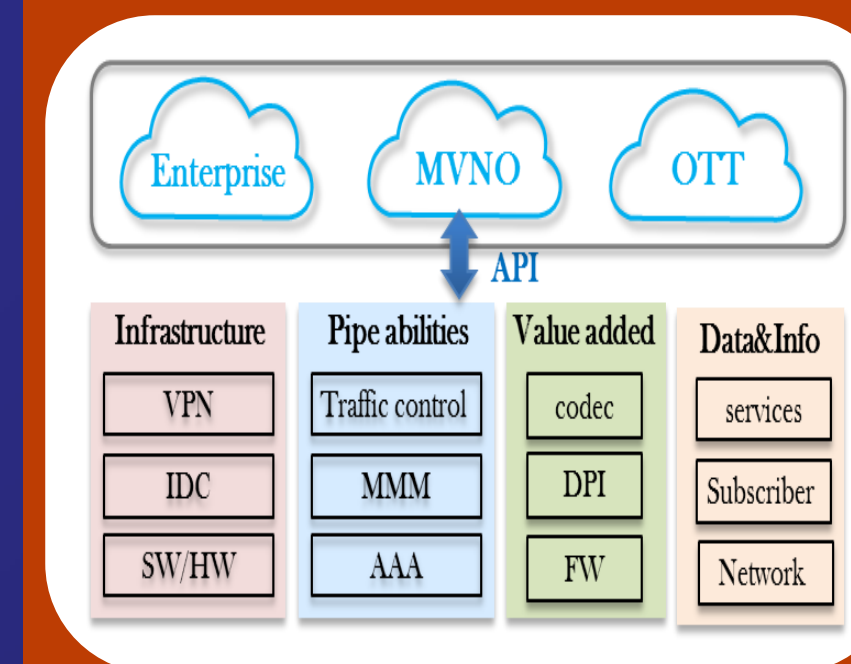 Enterprise
MVNO
OTT
API
Infrastructure
VPN
IDC
SW/HW
Pipe abilities
Traffic control
MMM
AAA
Value added
codec
DPI
FW
Data&Info
services
Subscriber
Network